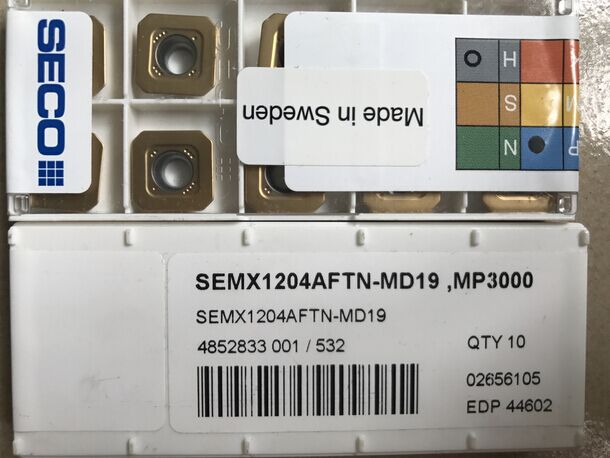 SECO
Made in Sweden
H
K
S
M
N
P
SEMX1204AFTN-MD19 ,MP3000
SEMX1204AFTN-MD19
4852833 001 / 532
QTY 10
02656105
EDP 44602